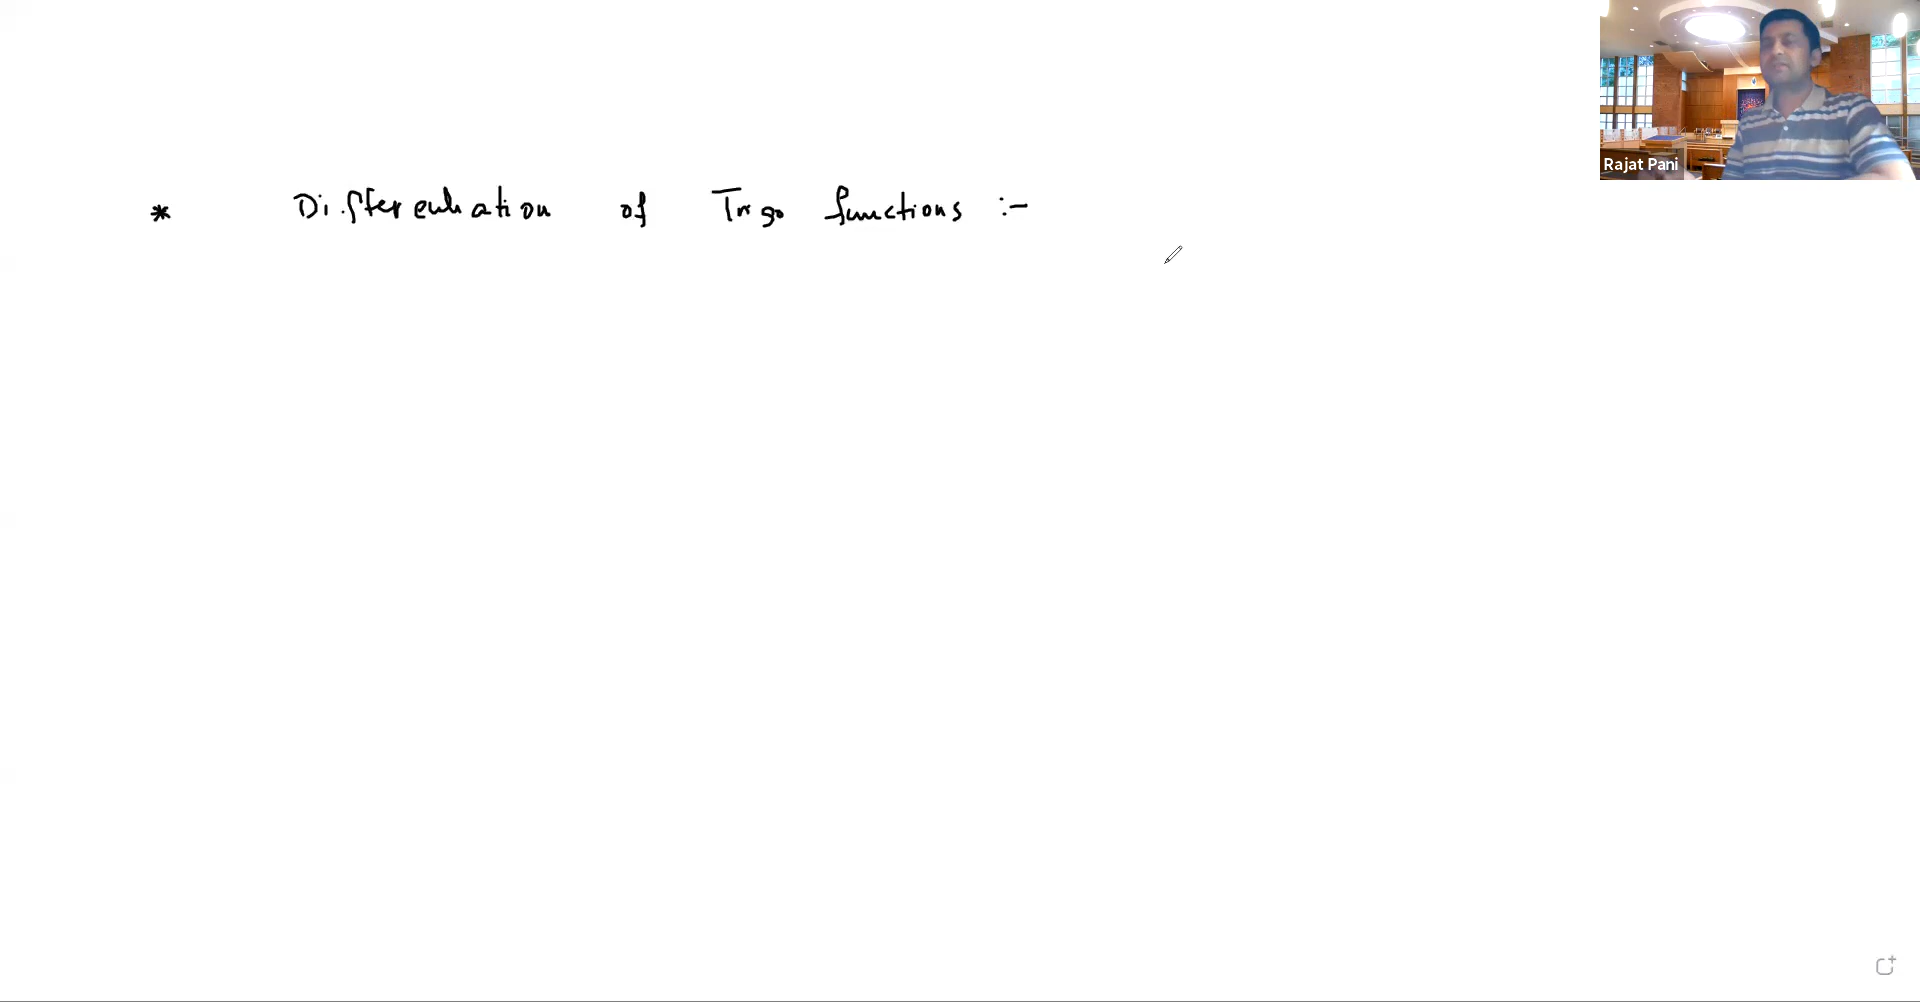 * Differentiation of Trigo functions :-
Rajat Pani